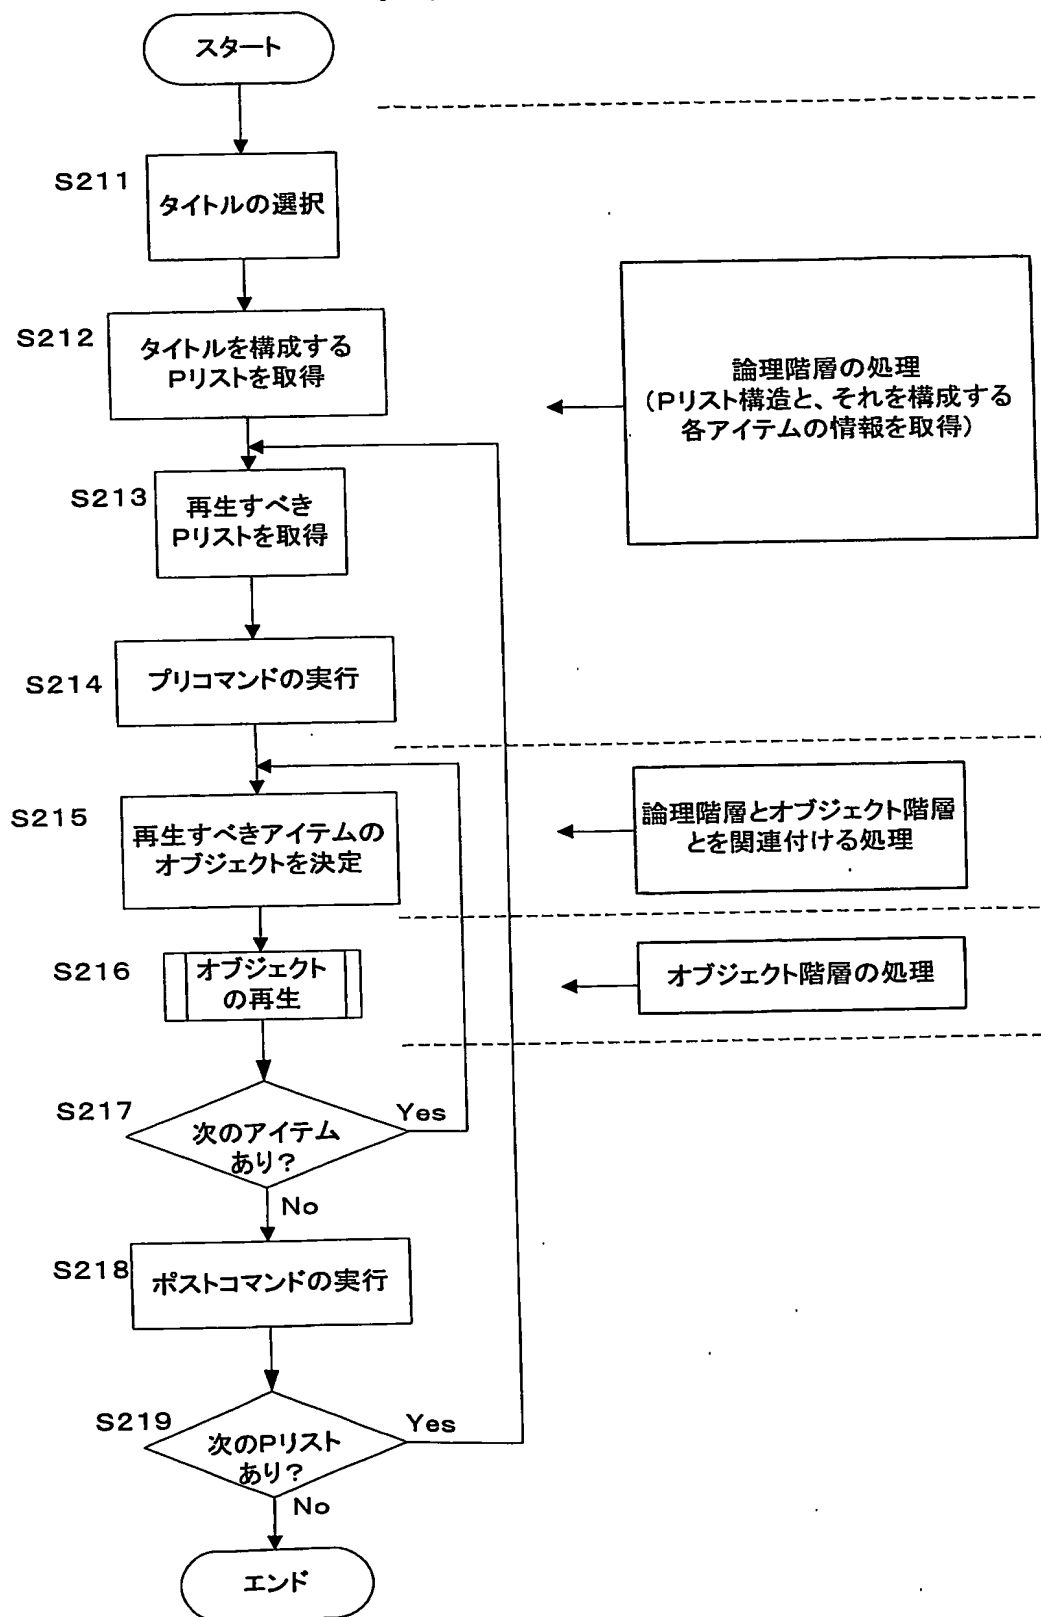 スタート
S211
タイトルの選択
S212
タイトルを構成する
Pリストを取得
論理階層の処理
(Pリスト構造と、それを構成する
各アイテムの情報を取得)
S213
再生すべき
Pリストを取得
S214
プリコマンドの実行
S215
再生すべきアイテムの
オブジェクトを決定
論理階層とオブジェクト階層
とを関連付ける処理
S216
オブジェクト
の再生
オブジェクト階層の処理
S217
次のアイテム
あり?
Yes
No
S218
ポストコマンドの実行
S219
次のPリスト
あり?
Yes
No
エンド